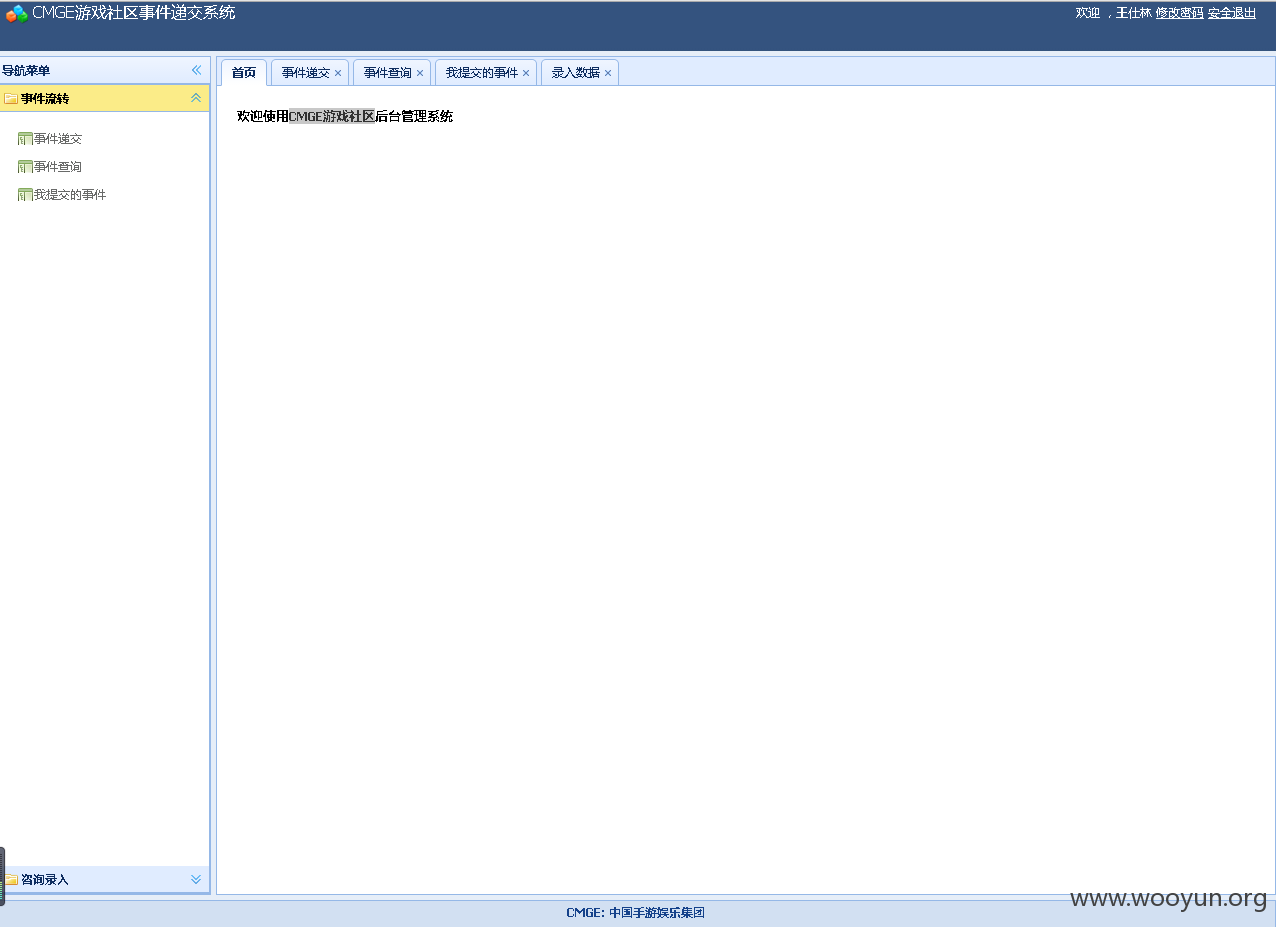 CMGE游戏社区事件递交系统
欢迎 ，王仕林 修改密码 安全退出
导航菜单
首页 事件递交 事件查询 我提交的事件 录入数据
事件流转
欢迎使用CMGE游戏社区后台管理系统
事件递交
事件查询
我提交的事件
咨询录入
www.wooyun.org
CMGE: 中国手游娱乐集团